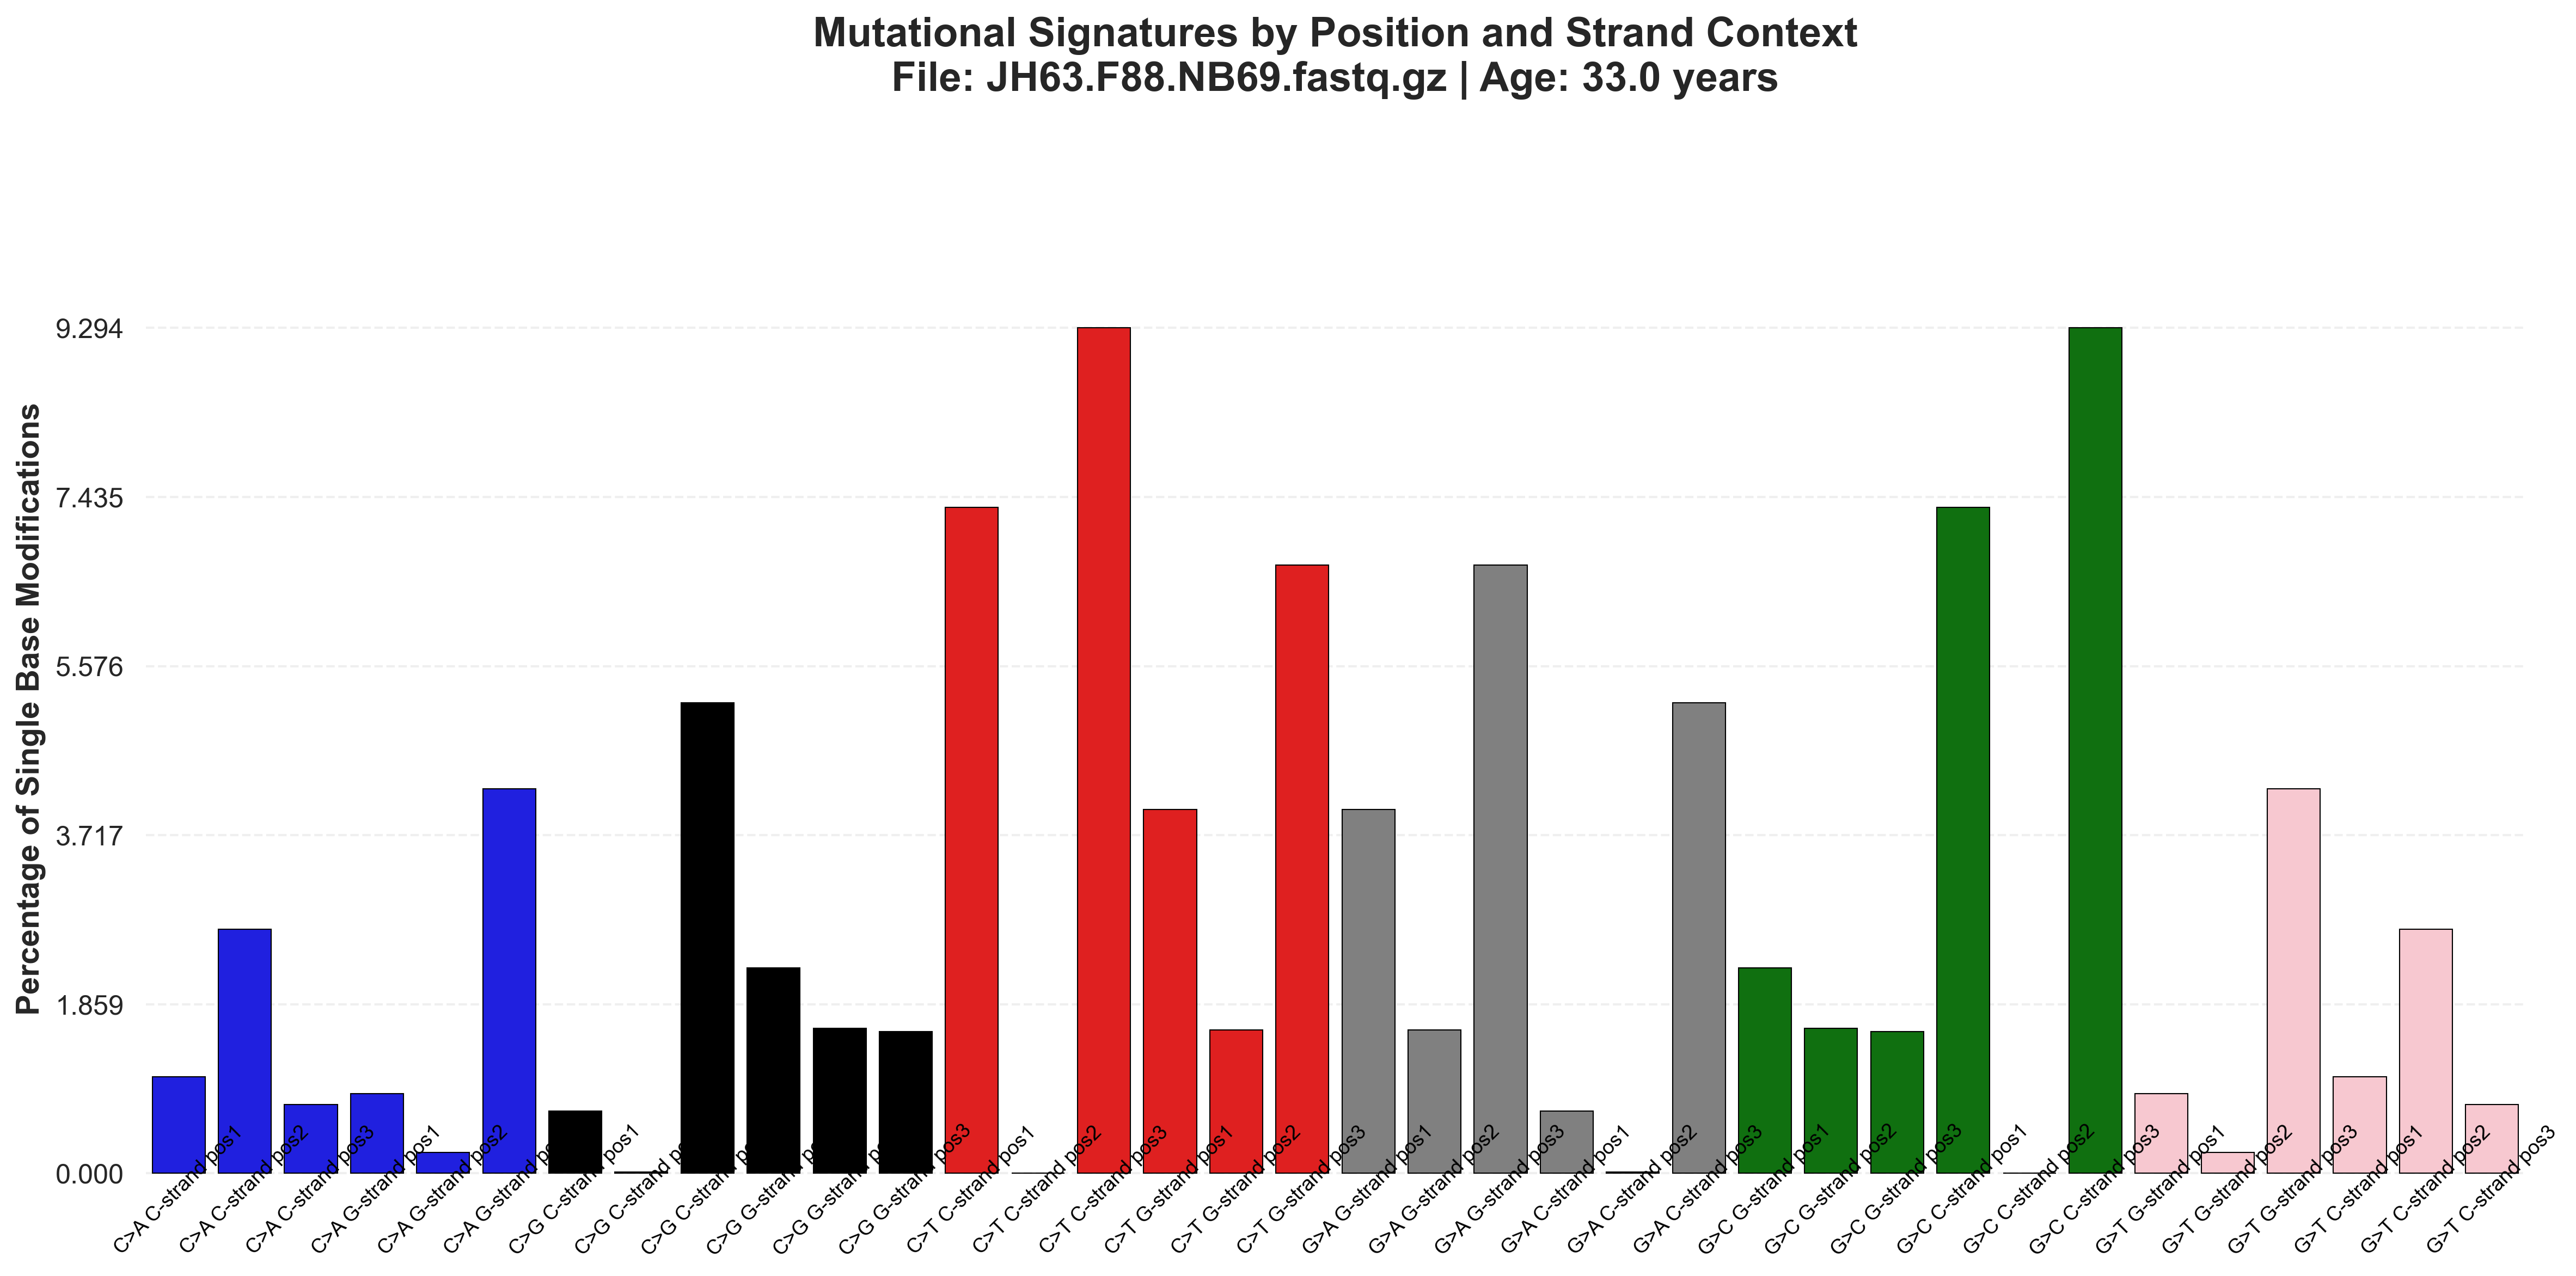 Mutational Signatures by Position and Strand Context
File: JH63.F88.NB69.fastq.gz | Age: 33.0 years
Percentage of Single Base Modifications
9.294
7.435
5.576
3.717
1.859
0.000
C>A C-strand pos1
C>A C-strand pos2
C>A C-strand pos3
C>A G-strand pos1
C>A G-strand pos2
C>A G-strand
C>G C-strand pos1
C>G C-strand
C>G C-strand
C>G G-strand
C>G G-strand
C>G G-strand pos3
C>T C-strand pos1
C>T C-strand pos2
C>T C-strand pos3
C>T G-strand pos1
C>T G-strand pos2
C>T G-strand pos3
G>A G-strand pos1
G>A G-strand pos2
G>A G-strand pos3
G>A C-strand pos1
G>A C-strand pos2
G>A C-strand pos3
G>C G-strand pos1
G>C G-strand pos2
G>C G-strand pos3
G>C C-strand pos1
G>C C-strand pos2
G>C C-strand pos3
G>T G-strand pos1
G>T G-strand pos2
G>T G-strand pos3
G>T C-strand pos1
G>T C-strand pos2
G>T C-strand pos3